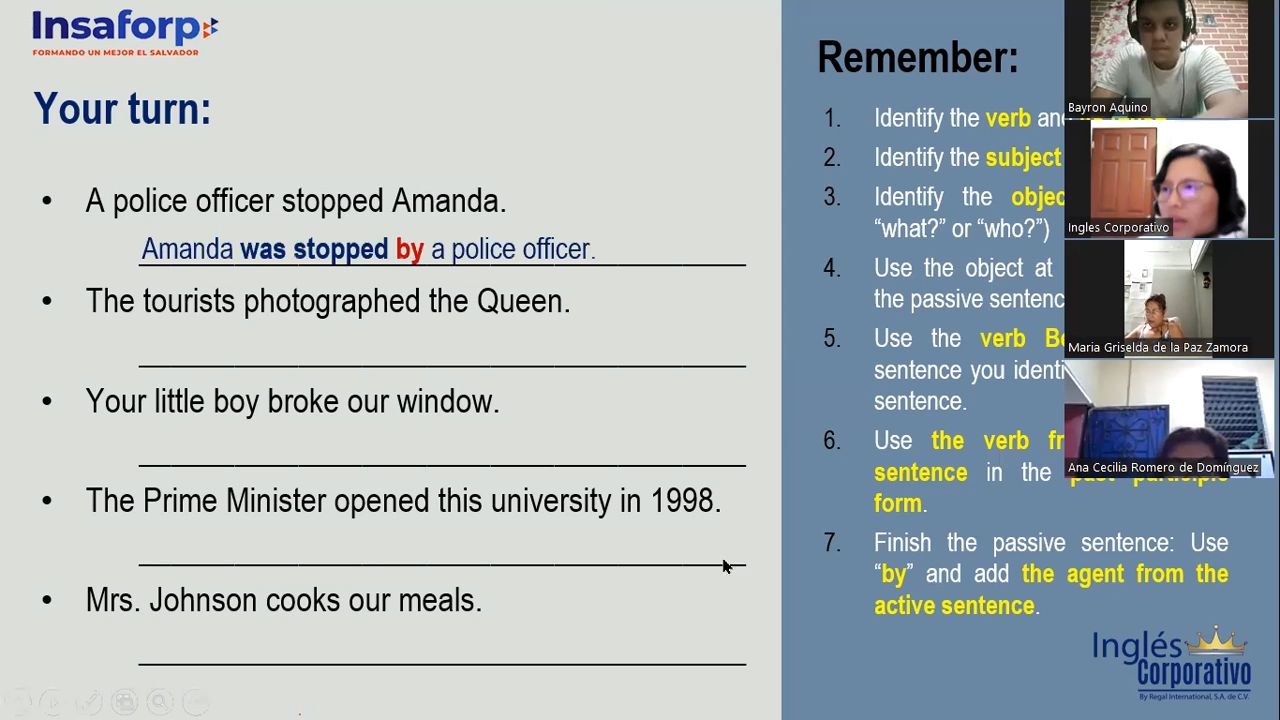 Insaforp
FORMANDO UN MEJOR EL SALVADOR
Your turn:
• A police officer stopped Amanda.
Amanda was stopped by a police officer.
• The tourists photographed the Queen.
• Your little boy broke our window.
• The Prime Minister opened this university in 1998.
• Mrs. Johnson cooks our meals.
Remember:
1. Identify the verb and
2. Identify the subject
3. Identify the
“what?” or “who?”)
4. Use the object at
the passive
5. Use the verb
sentence you
sentence.
6. Use the verb
sentence in the past participle
form.
7. Finish the passive sentence: Use
“by” and add the agent from the
active sentence.
Inglés
Corporativo
By Regal International, S.A. de C.V.
Bayron Aquino
Ingles Corporativo
Maria Griselda de la Paz Zamora
Ana Cecilia Romero de Domínguez